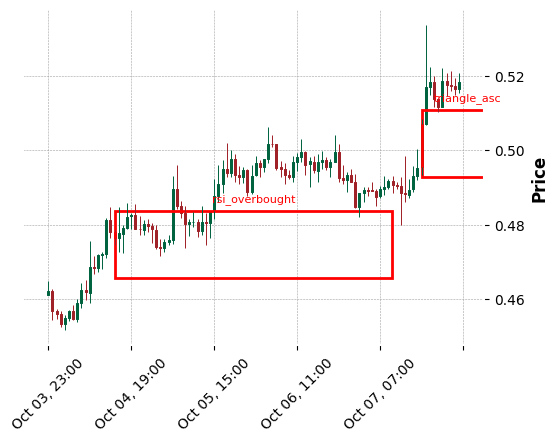 0.52
0.50
0.48
0.46
Price
triangle_asc
rsi_overbought
Oct 03, 23:00
Oct 04, 19:00
Oct 05, 15:00
Oct 06, 11:00
Oct 07, 07:00